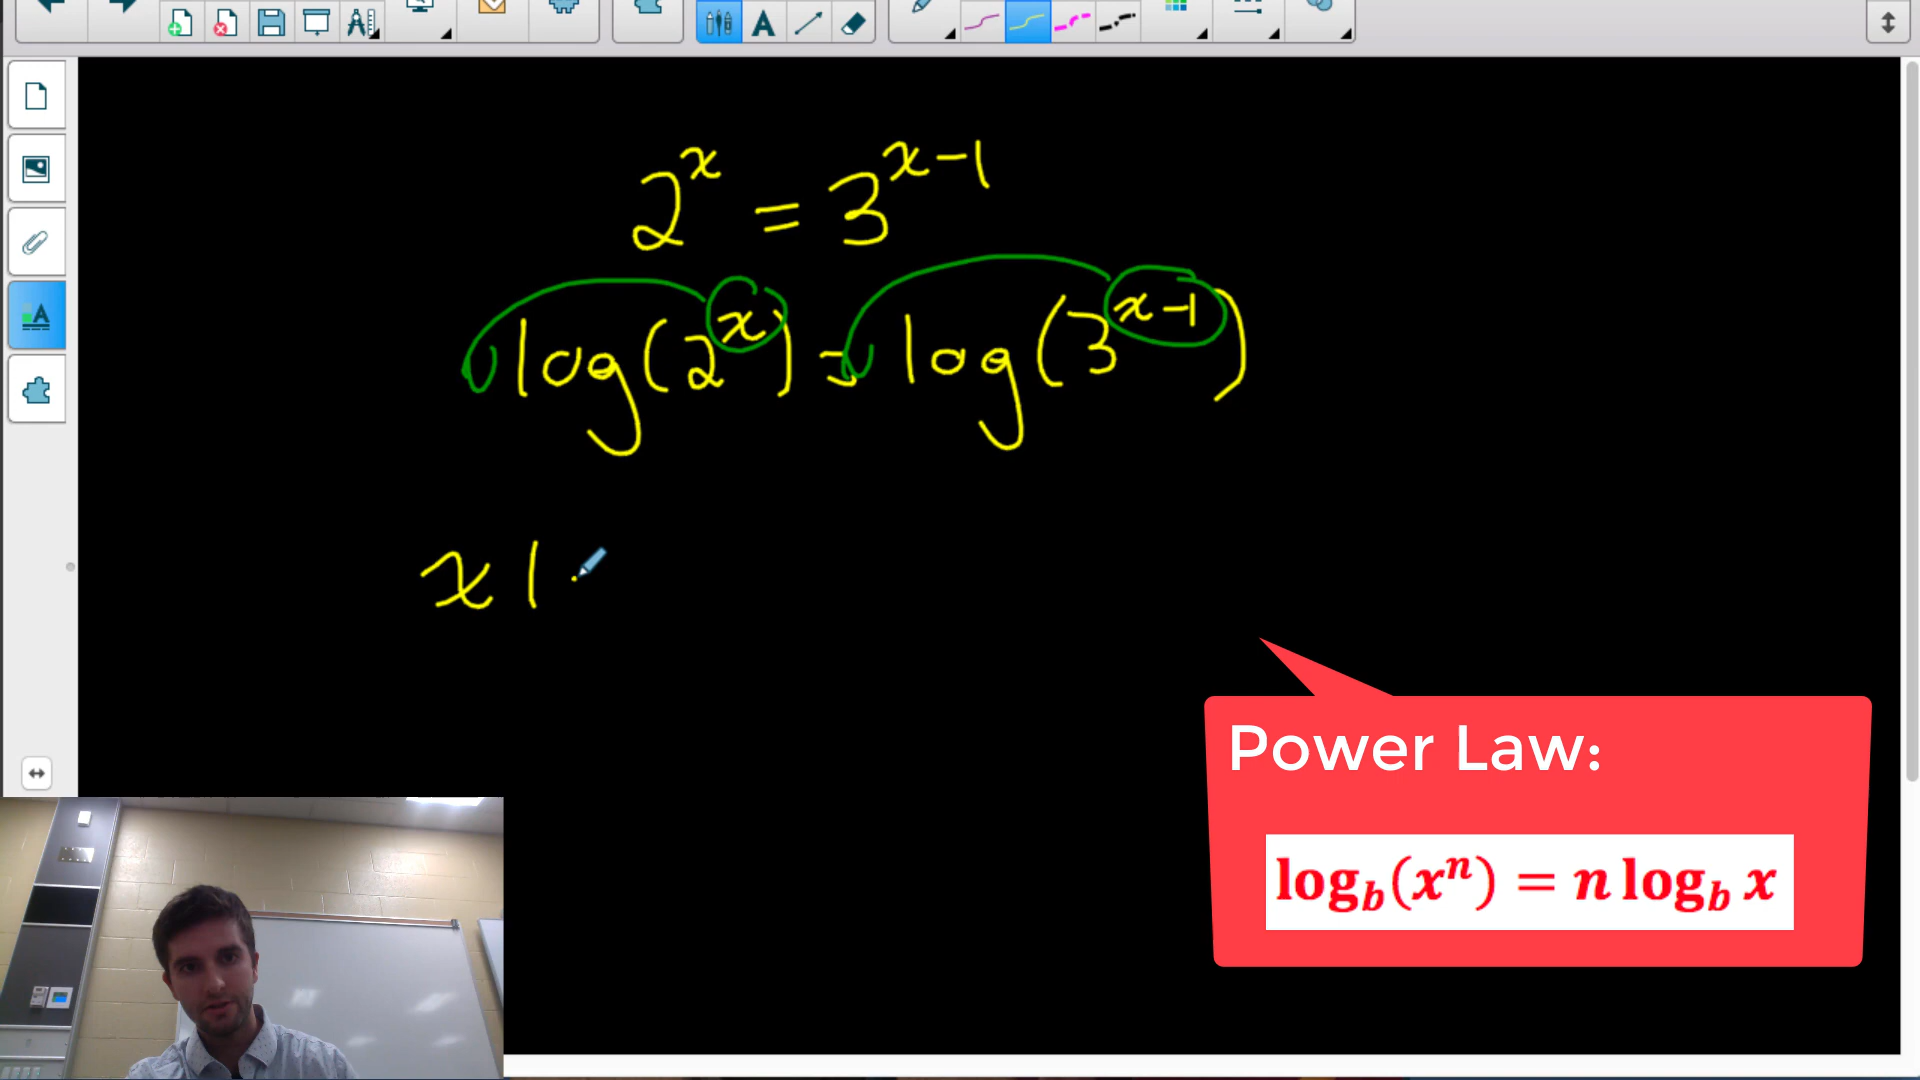 2^x = 3^{x-1}
log(2^x) = log(3^{x-1})
x l
Power Law:
log_b(x^n) = n log_b x